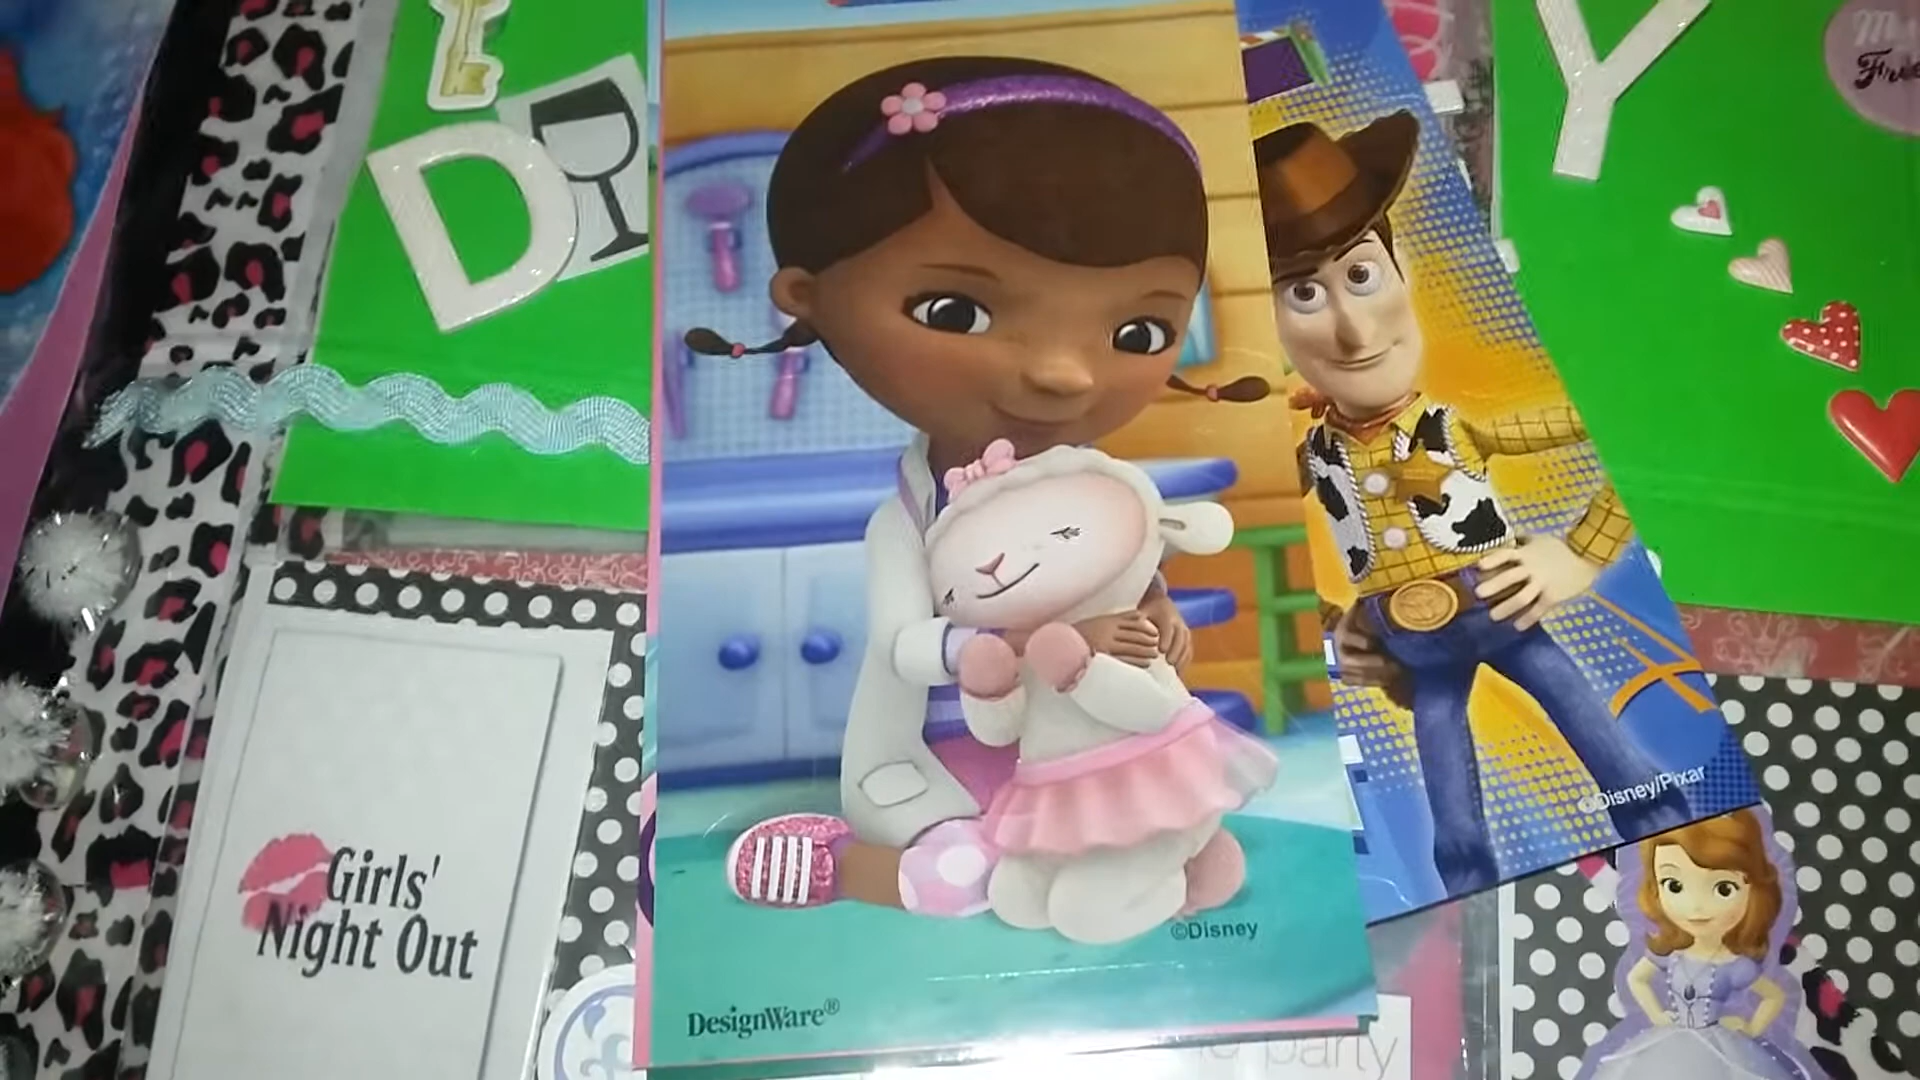 D
Y
©Disney/Pixar
Girls'
Night Out
©Disney
DesignWare®
party